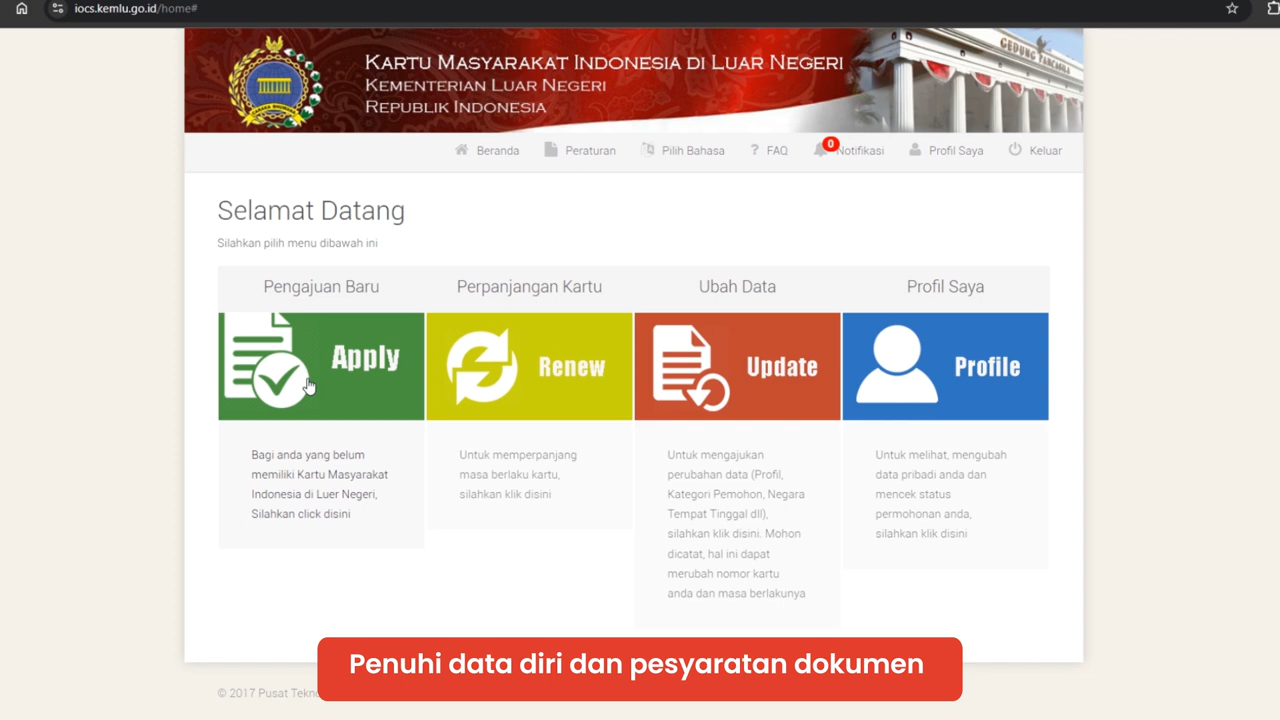 iocs.kemlu.go.id/home#
KARTU MASYARAKAT INDONESIA DI LUAR NEGERI
KEMENTERIAN LUAR NEGERI
REPUBLIK INDONESIA
GEDUNG PANCASILA
Beranda
Peraturan
Pilih Bahasa
? FAQ
0
Notifikasi
Profil Saya
Keluar
Selamat Datang
Silahkan pilih menu dibawah ini
Pengajuan Baru
Apply
Bagi anda yang belum
memiliki Kartu Masyarakat
Indonesia di Luer Negeri,
Silahkan click disini
Perpanjangan Kartu
Renew
Untuk memperpanjang
masa berlaku kartu,
silahkan klik disini
Ubah Data
Update
Untuk mengajukan
perubahan data (Profil,
Kategori Pemohon, Negara
Tempat Tinggal dll),
silahkan klik disini. Mohon
dicatat, hal ini dapat
merubah nomor kartu
anda dan masa berlakunya
Profil Saya
Profile
Untuk melihat, mengubah
data pribadi anda dan
mencek status
permohonan anda,
silahkan klik disini
Penuhi data diri dan pesyaratan dokumen
© 2017 Pusat